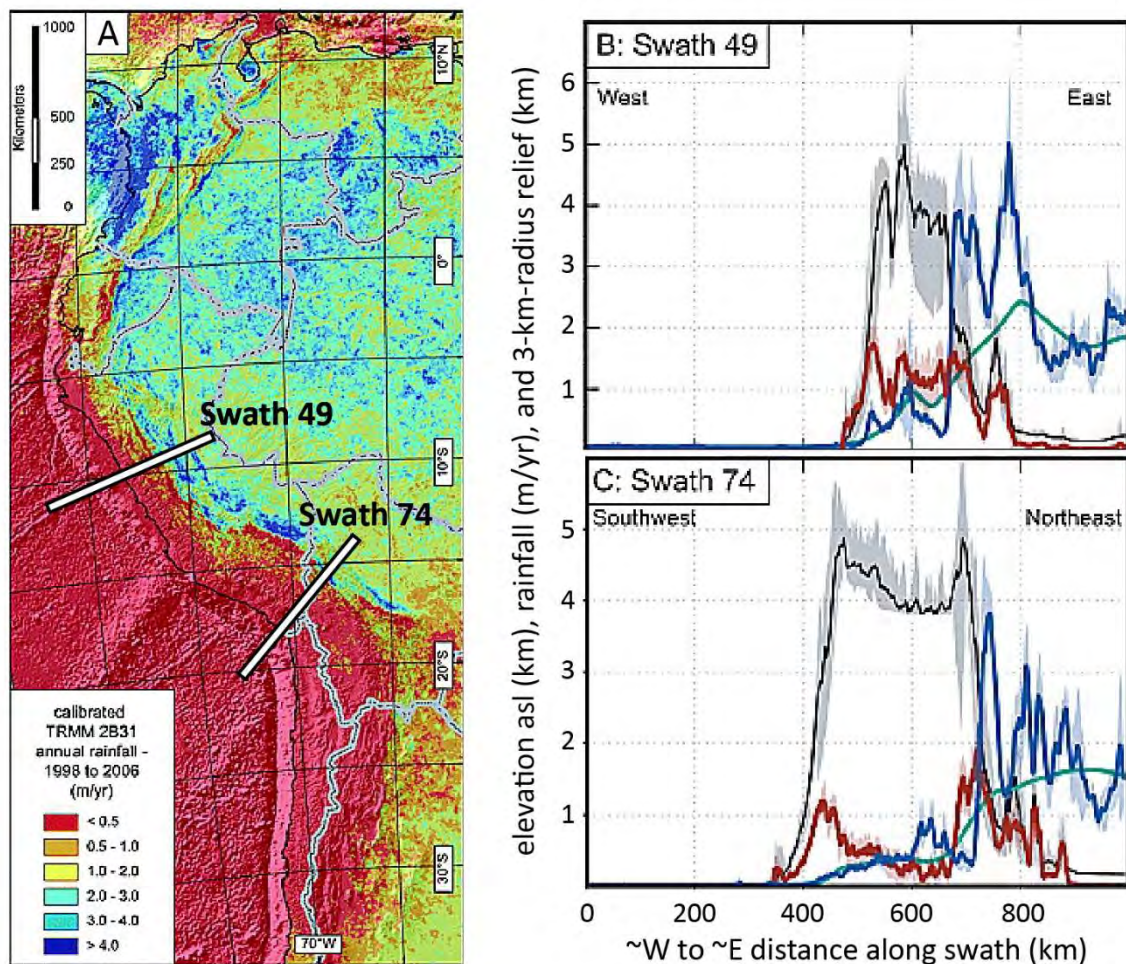 A
1000
500
250
0
Kilometers
10°N
0°
10°S
20°S
30°S
70°W
Swath 49
Swath 74
calibrated
TRMM 2B31
annual rainfall -
1998 to 2006
(m/yr)
< 0.5
0.5 - 1.0
1.0 - 2.0
2.0 - 3.0
3.0 - 4.0
> 4.0
elevation asl (km), rainfall (m/yr), and 3-km-radius relief (km)
B: Swath 49
West
East
6
5
4
3
2
1
C: Swath 74
Southwest
Northeast
5
4
3
2
1
0
200
400
600
800
~W to ~E distance along swath (km)